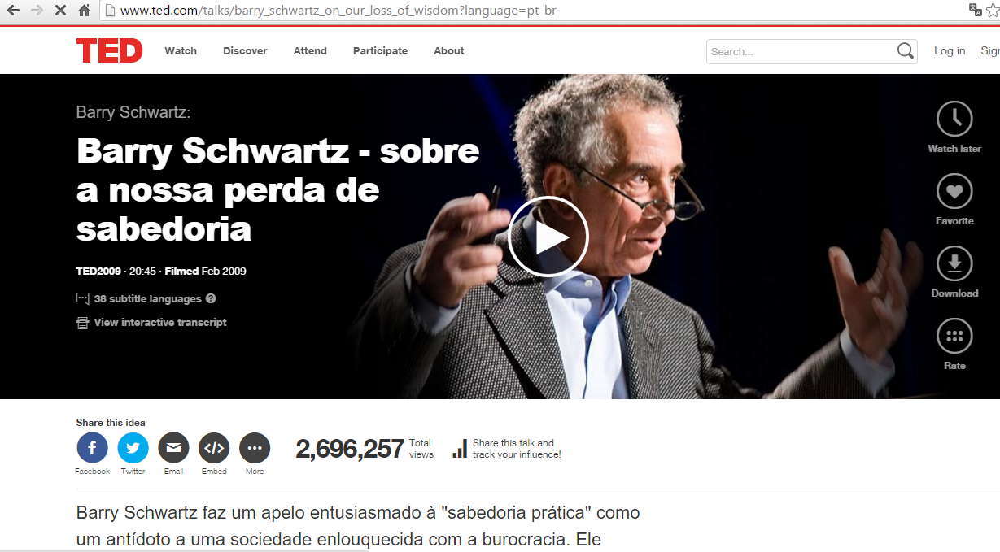 www.ted.com/talks/barry_schwartz_on_our_loss_of_wisdom?language=pt-br
TED Watch Discover Attend Participate About Search... Log in Sign
Barry Schwartz:
Barry Schwartz - sobre
a nossa perda de
sabedoria
TED2009 · 20:45 · Filmed Feb 2009
38 subtitle languages ?
View interactive transcript
Watch later
Favorite
Download
Rate
Share this idea
f
Facebook Twitter Email Embed More
2,696,257 Total
views
Share this talk and
track your influence!
Barry Schwartz faz um apelo entusiasmado à "sabedoria prática" como
um antídoto a uma sociedade enlouquecida com a burocracia. Ele